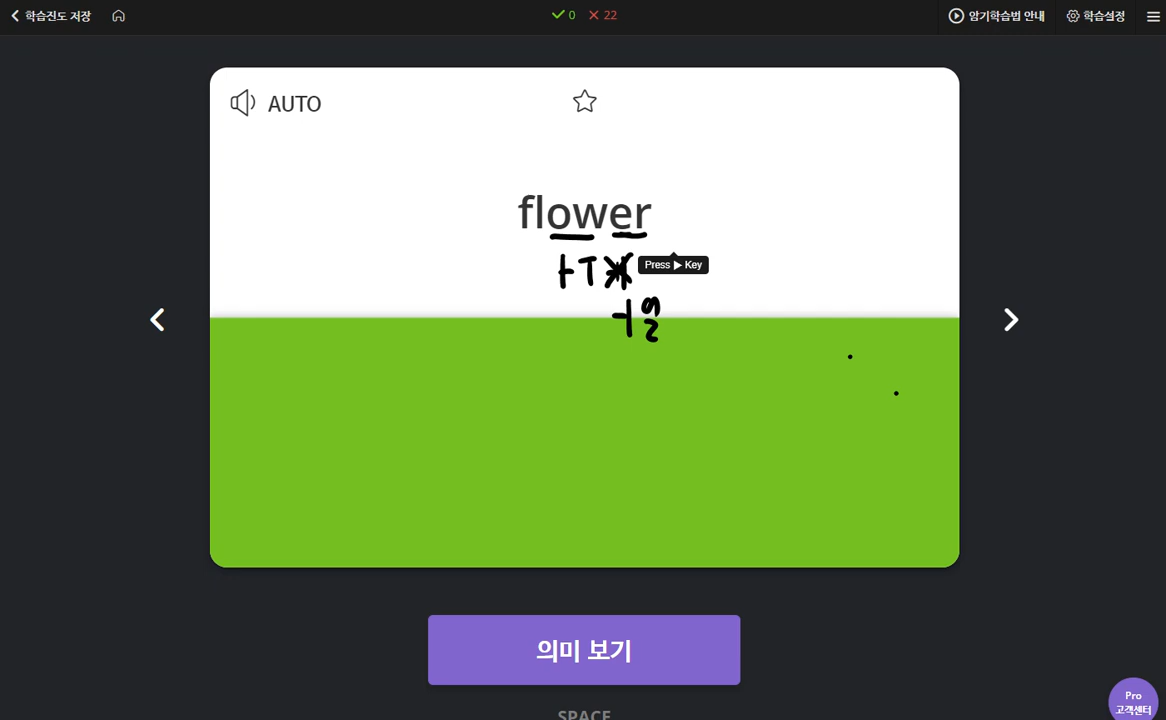 학습진도 저장
0 22
암기학습법 안내
학습설정
AUTO
flower
ㅏㅜ
Press ▶ Key
ㅓ
의미 보기
SPACE
Pro
고객센터